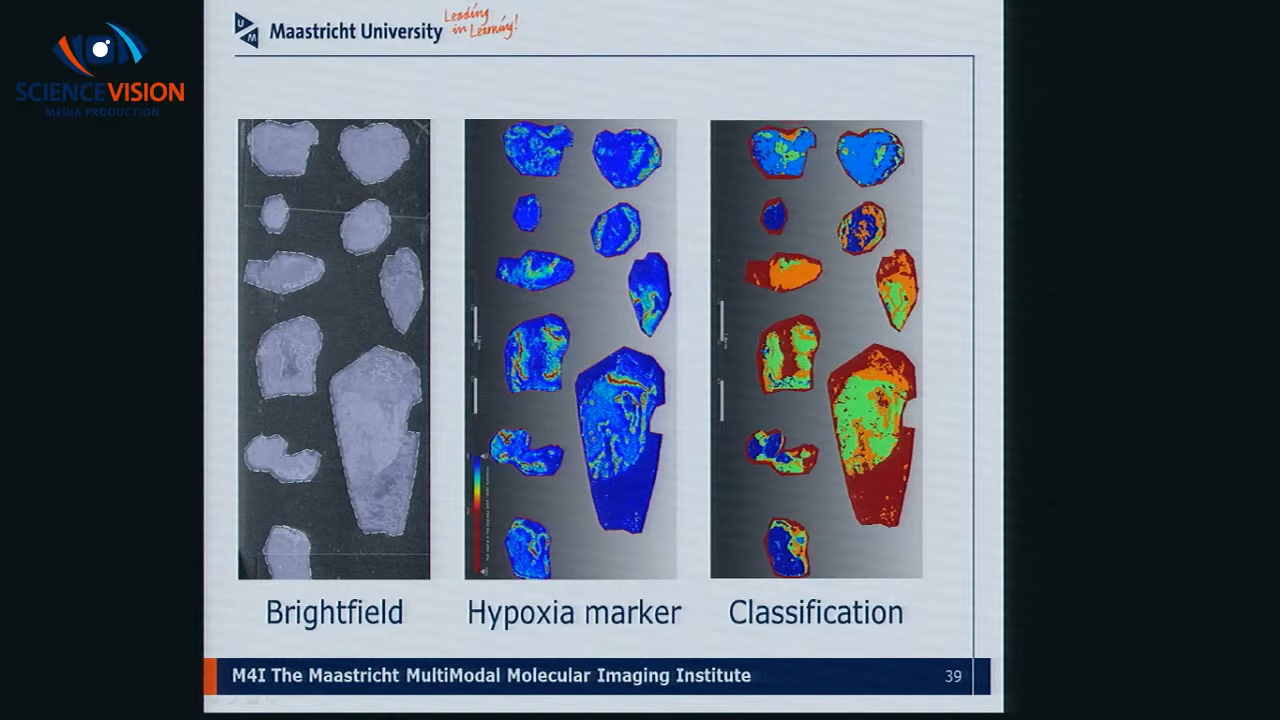 UM
Maastricht University
Leading
in Learning!
SCIENCEVISION
MEDIA PRODUCTION
Brightfield
Hypoxia marker
Classification
M4I The Maastricht MultiModal Molecular Imaging Institute
39